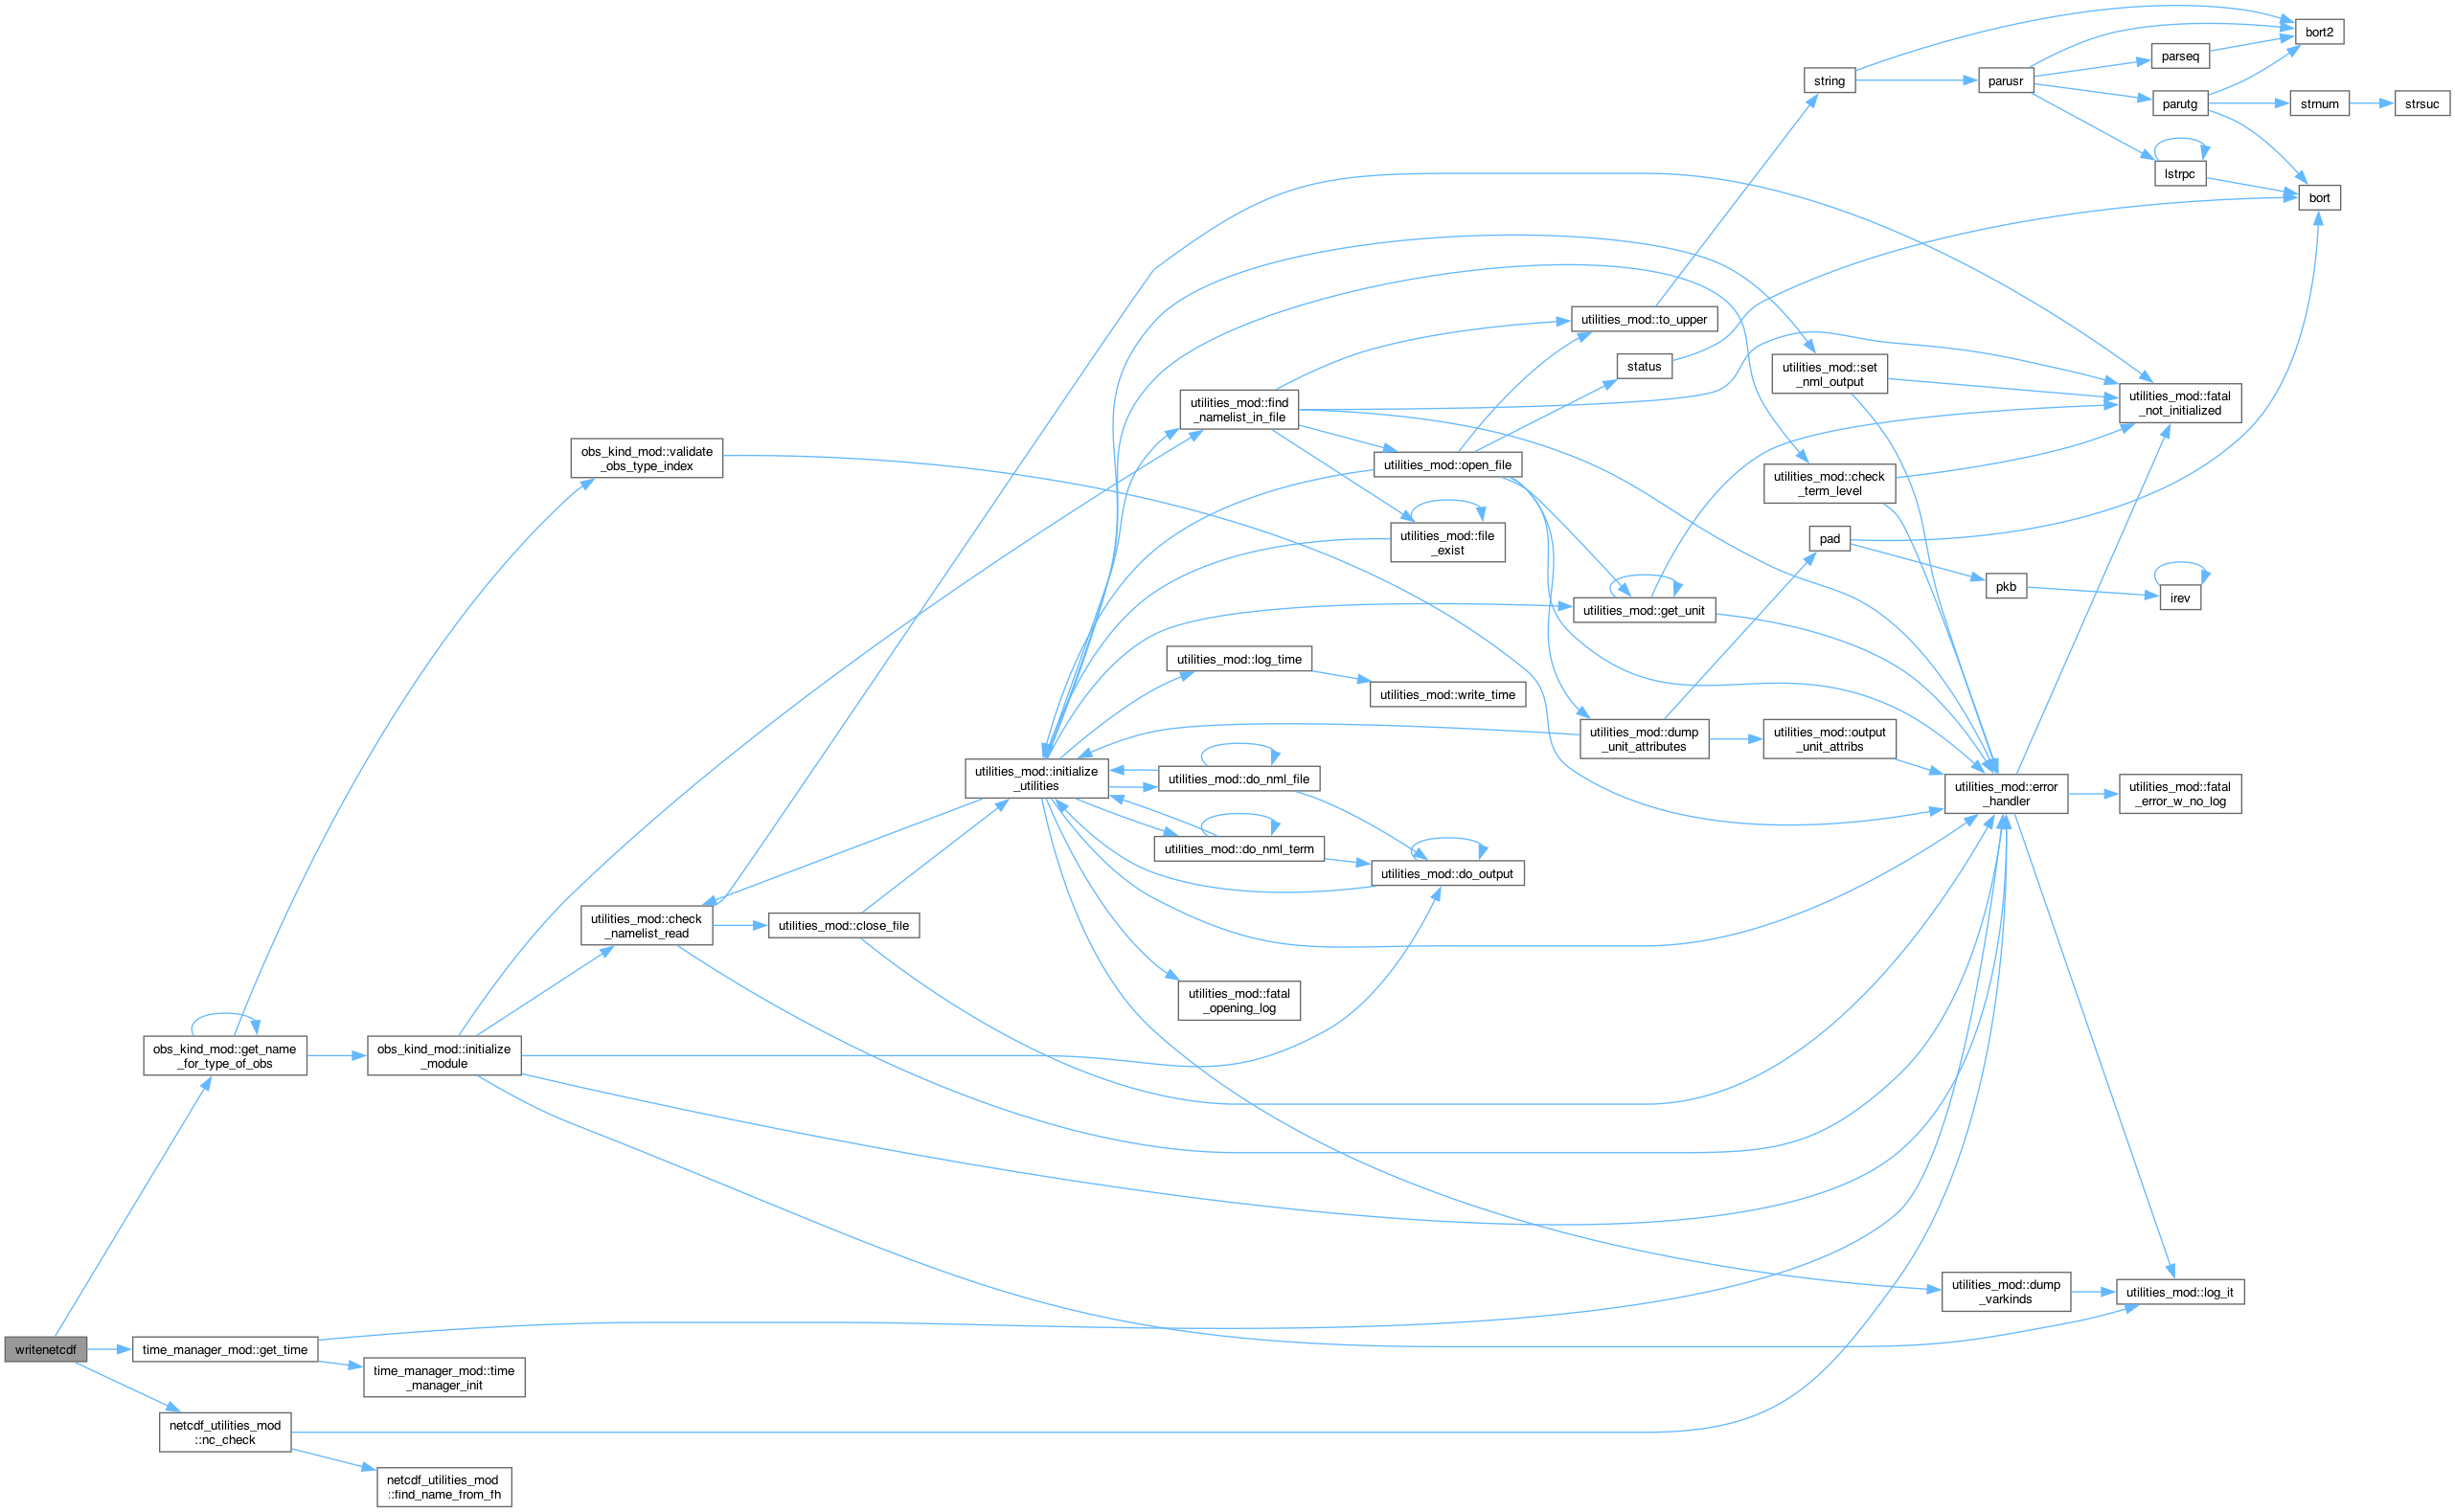 writenetcdf
obs_kind_mod::get_name
_for_type_of_obs
time_manager_mod::get_time
netcdf_utilities_mod
::nc_check
obs_kind_mod::initialize
_module
time_manager_mod::time
_manager_init
netcdf_utilities_mod
::find_name_from_fh
obs_kind_mod::validate
_obs_type_index
utilities_mod::check
_namelist_read
utilities_mod::close_file
utilities_mod::initialize
_utilities
utilities_mod::find
_namelist_in_file
utilities_mod::log_time
utilities_mod::do_nml_file
utilities_mod::do_nml_term
utilities_mod::fatal
_opening_log
utilities_mod::open_file
utilities_mod::file
_exist
utilities_mod::write_time
utilities_mod::do_output
utilities_mod::to_upper
status
utilities_mod::get_unit
utilities_mod::dump
_unit_attributes
string
utilities_mod::set
_nml_output
utilities_mod::check
_term_level
pad
utilities_mod::output
_unit_attribs
parusr
pkb
utilities_mod::error
_handler
utilities_mod::dump
_varkinds
parseq
parutg
lstrpc
utilities_mod::fatal
_not_initialized
irev
utilities_mod::fatal
_error_w_no_log
utilities_mod::log_it
bort2
strnum
bort
strsuc